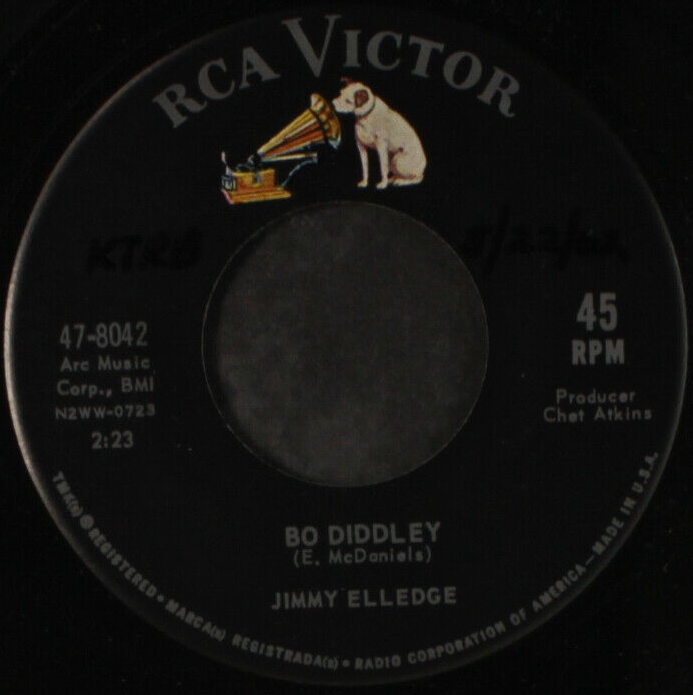 RCA VICTOR
KTRB
47-8042
Arc Music
Corp., BMI
N2WW-0723
2:23
45
RPM
Producer
Chet Atkins
BO DIDDLEY
(E. McDaniels)
JIMMY ELLEDGE
TMK(s) ® REGISTERED • MARCA(s) REGISTRADA(s) • RADIO CORPORATION OF AMERICA—MADE IN U.S.A.